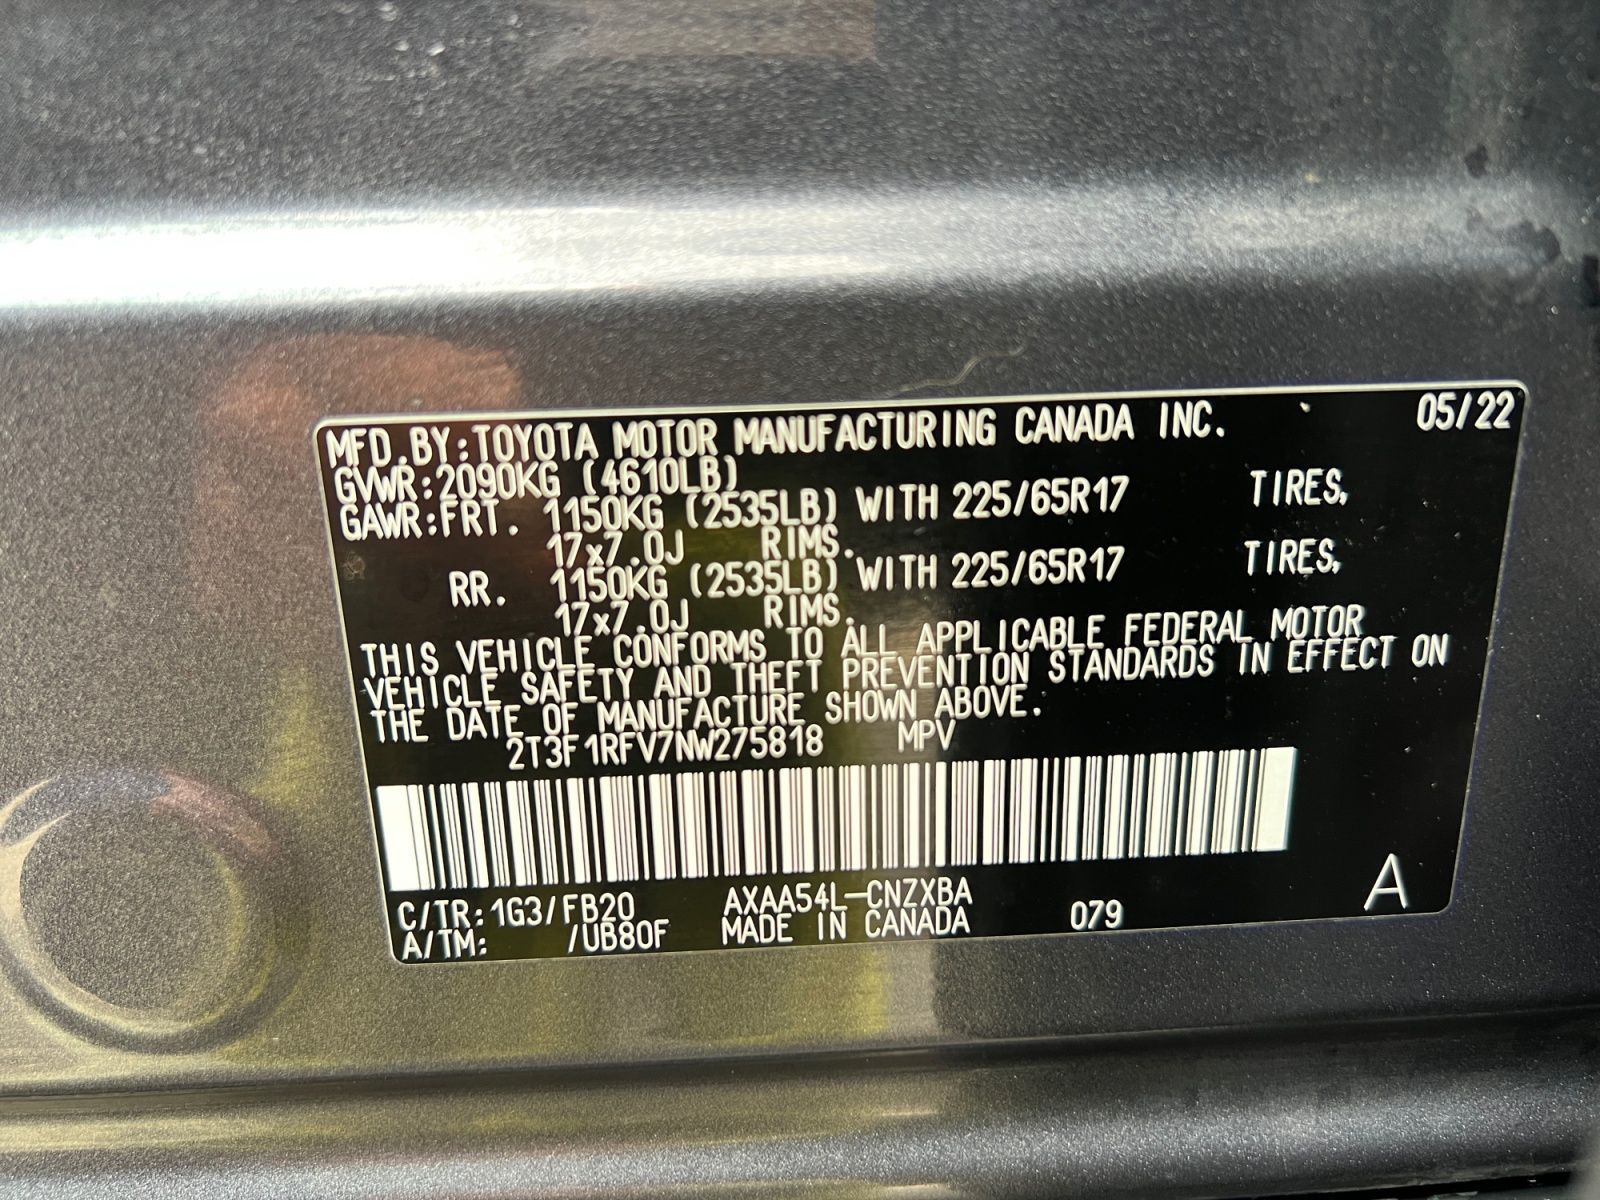 MFD.BY:TOYOTA MOTOR MANUFACTURING CANADA INC. 05/22
GVWR:2090KG (4610LB)
GAWR:FRT. 1150KG (2535LB) WITH 225/65R17 TIRES,
17x7.0J RIMS.
RR. 1150KG (2535LB) WITH 225/65R17 TIRES,
17x7.0J RIMS.
THIS VEHICLE CONFORMS TO ALL APPLICABLE FEDERAL MOTOR
VEHICLE SAFETY AND THEFT PREVENTION STANDARDS IN EFFECT ON
THE DATE OF MANUFACTURE SHOWN ABOVE.
2T3F1RFV7NW275818 MPV
C/TR:1G3/FB20 AXAA54L-CNZXBA
A/TM: /UB80F MADE IN CANADA 079 A